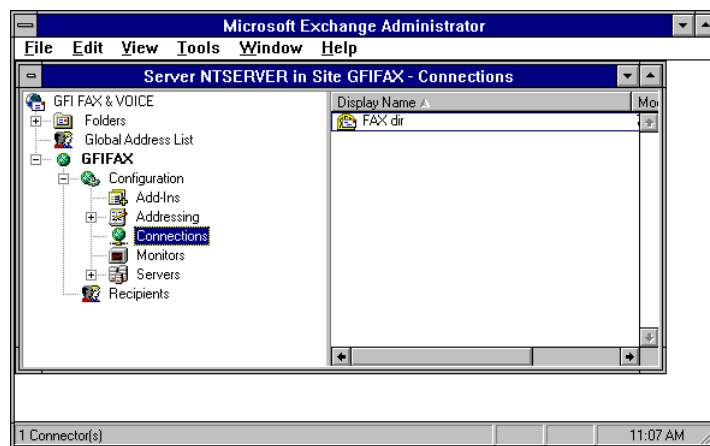 Microsoft Exchange Administrator
File Edit View Tools Window Help
Server NTSERVER in Site GFIFAX - Connections
GFI FAX & VOICE
Folders
Global Address List
GFIFAX
Configuration
Add-Ins
Addressing
Connections
Monitors
Servers
Recipients
Display Name
FAX dir
1 Connector(s) 11:07 AM